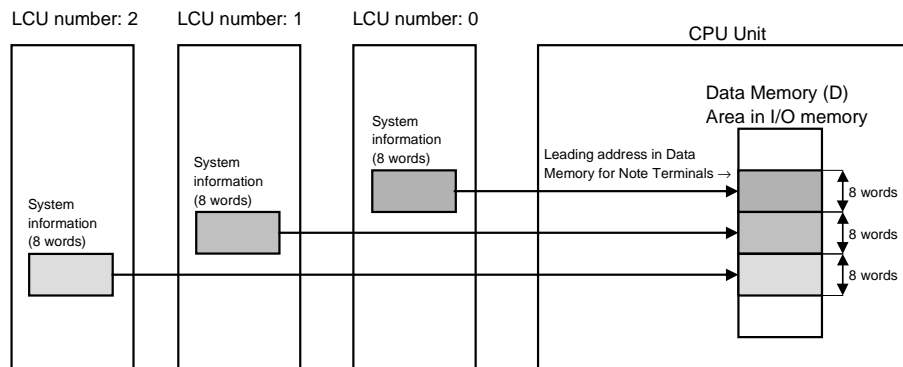 LCU number: 2
LCU number: 1
LCU number: 0
CPU Unit
Data Memory (D)
Area in I/O memory
System
information
(8 words)
Leading address in Data
Memory for Note Terminals →
8 words
System
information
(8 words)
8 words
System
information
(8 words)
8 words